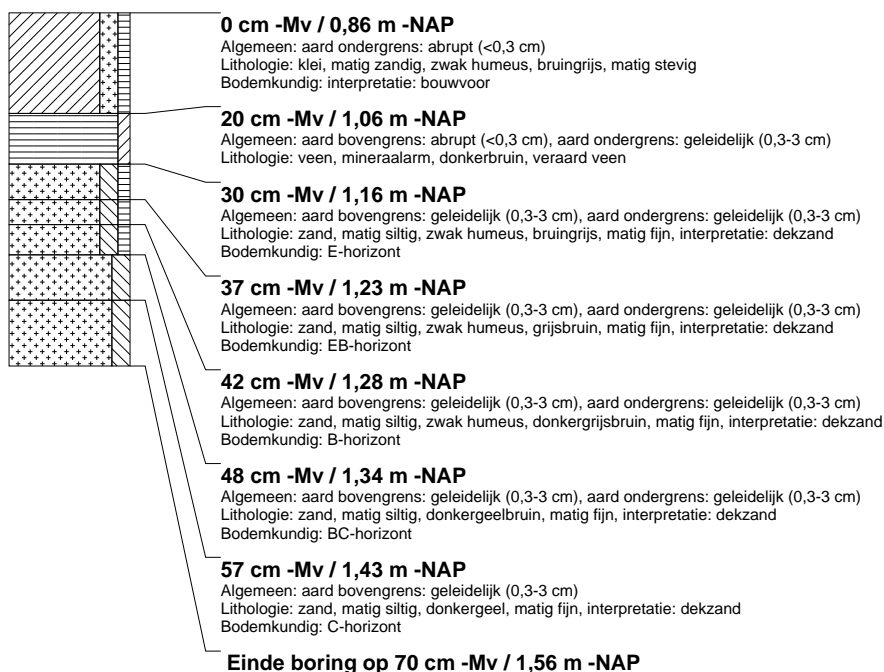 0 cm -Mv / 0,86 m -NAP
Algemeen: aard ondergrens: abrupt (<0,3 cm)
Lithologie: klei, matig zandig, zwak humeus, bruingrijs, matig stevig
Bodemkundig: interpretatie: bouwvoor
20 cm -Mv / 1,06 m -NAP
Algemeen: aard bovengrens: abrupt (<0,3 cm), aard ondergrens: geleidelijk (0,3-3 cm)
Lithologie: veen, mineraalarm, donkerbruin, veraard veen
30 cm -Mv / 1,16 m -NAP
Algemeen: aard bovengrens: geleidelijk (0,3-3 cm), aard ondergrens: geleidelijk (0,3-3 cm)
Lithologie: zand, matig siltig, zwak humeus, bruingrijs, matig fijn, interpretatie: dekzand
Bodemkundig: E-horizont
37 cm -Mv / 1,23 m -NAP
Algemeen: aard bovengrens: geleidelijk (0,3-3 cm), aard ondergrens: geleidelijk (0,3-3 cm)
Lithologie: zand, matig siltig, zwak humeus, grijsbruin, matig fijn, interpretatie: dekzand
Bodemkundig: EB-horizont
42 cm -Mv / 1,28 m -NAP
Algemeen: aard bovengrens: geleidelijk (0,3-3 cm), aard ondergrens: geleidelijk (0,3-3 cm)
Lithologie: zand, matig siltig, zwak humeus, donkergrijsbruin, matig fijn, interpretatie: dekzand
Bodemkundig: B-horizont
48 cm -Mv / 1,34 m -NAP
Algemeen: aard bovengrens: geleidelijk (0,3-3 cm), aard ondergrens: geleidelijk (0,3-3 cm)
Lithologie: zand, matig siltig, donkergeelbruin, matig fijn, interpretatie: dekzand
Bodemkundig: BC-horizont
57 cm -Mv / 1,43 m -NAP
Algemeen: aard bovengrens: geleidelijk (0,3-3 cm)
Lithologie: zand, matig siltig, donkergeel, matig fijn, interpretatie: dekzand
Bodemkundig: C-horizont
Einde boring op 70 cm -Mv / 1,56 m -NAP